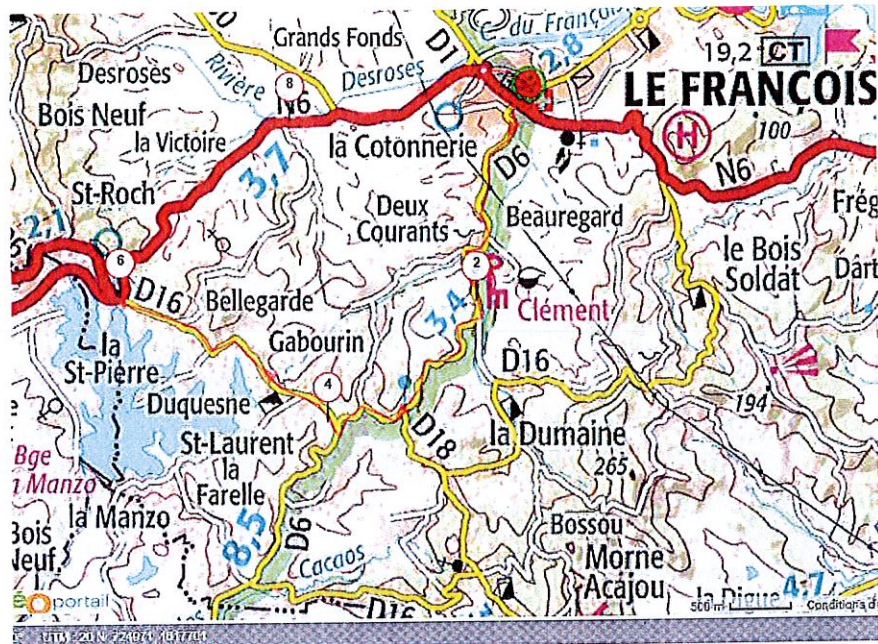 Grands Fonds
D1
du François
2,8
19,2 CT
Desroses
Rivière
Desroses
8
N6
LE FRANÇOIS
Bois Neuf
la Victoire
la Cotonnerie
H
100
3,7
D6
N6
St-Roch
Deux
Courants
Beauregard
2,1
le Bois
Soldat
6
2
D16
Bellegarde
Clément
3,4
la
St-Pierre
Gabourin
D16
4
Duquesne
194
D18
la Dumaine
St-Laurent
la
Farelle
265
Bge
Manzo
la Manzo
D6
8,5
Bossou
Bois
Neuf
Cacaos
Morne
Acajou
D16
la Digue
4,7
portail
500 m
Conditions d
UTM : 20 N